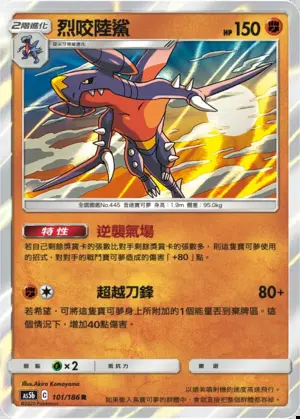 2階進化 烈咬陸鯊 HP 150
從尖牙陸鯊進化
全國圖鑑No.445 音速寶可夢 身高：1.9m 體重：95.0kg
特性 逆襲氣場
若自己剩餘獎賞卡的張數比對手剩餘獎賞卡的張數多，則這隻寶可夢使用
的招式，對對手的戰鬥寶可夢造成的傷害「+80」點。
超越刀鋒 80+
若希望，可將這隻寶可夢身上所附加的1個能量丟到棄牌區。這
個情況下，增加40點傷害。
弱點 ×2 抵抗力 撤退
Illus.Akira Komayama
AS5b C 101/186 R